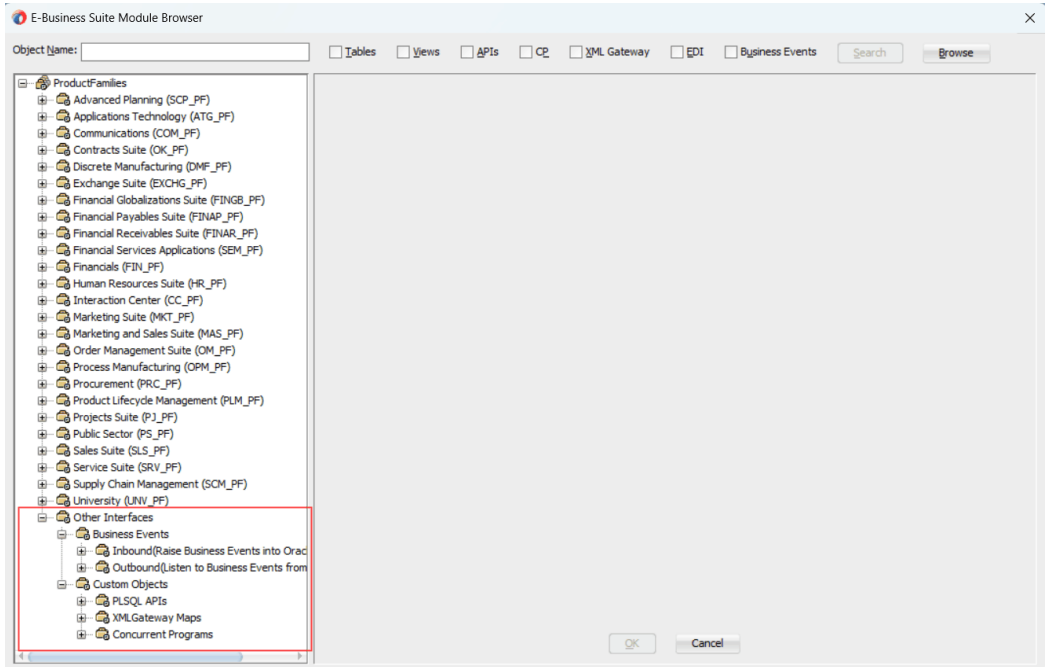 E-Business Suite Module Browser
Object Name: Tables Views APIs CP XML Gateway EDI Business Events Search Browse
ProductFamilies
Advanced Planning (SCP_PF)
Applications Technology (ATG_PF)
Communications (COM_PF)
Contracts Suite (OK_PF)
Discrete Manufacturing (DMF_PF)
Exchange Suite (EXCHG_PF)
Financial Globalizations Suite (FINGB_PF)
Financial Payables Suite (FINAP_PF)
Financial Receivables Suite (FINAR_PF)
Financial Services Applications (SEM_PF)
Financials (FIN_PF)
Human Resources Suite (HR_PF)
Interaction Center (CC_PF)
Marketing Suite (MKT_PF)
Marketing and Sales Suite (MAS_PF)
Order Management Suite (OM_PF)
Process Manufacturing (OPM_PF)
Procurement (PRC_PF)
Product Lifecycle Management (PLM_PF)
Projects Suite (PJ_PF)
Public Sector (PS_PF)
Sales Suite (SLS_PF)
Service Suite (SRV_PF)
Supply Chain Management (SCM_PF)
University (UNV_PF)
Other Interfaces
Business Events
Inbound(Raise Business Events into Orac
Outbound(Listen to Business Events from
Custom Objects
PLSQL APIs
XMLGateway Maps
Concurrent Programs
OK Cancel